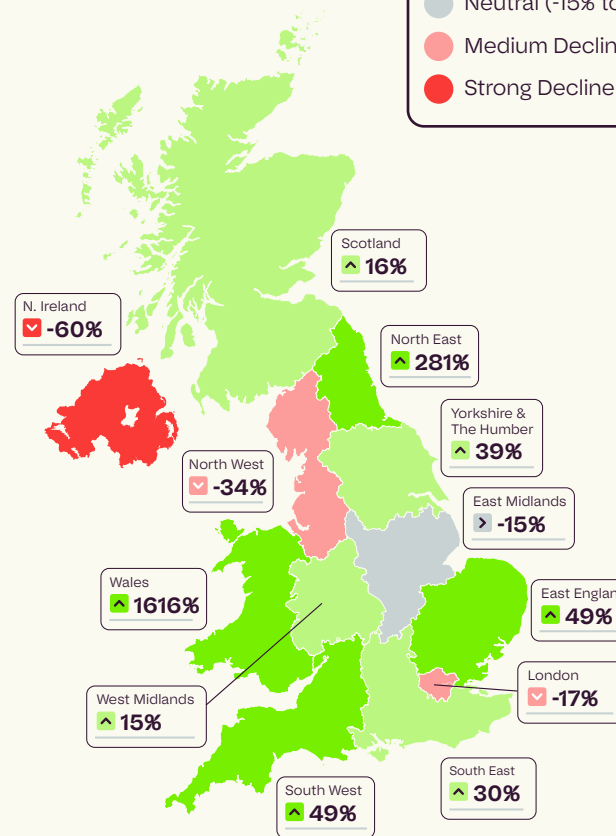 Neutral (-15% to
Medium Declin
Strong Decline
Scotland
16%
N. Ireland
-60%
North East
281%
Yorkshire &
The Humber
39%
North West
-34%
East Midlands
-15%
Wales
1616%
East Englan
49%
London
-17%
West Midlands
15%
South East
30%
South West
49%